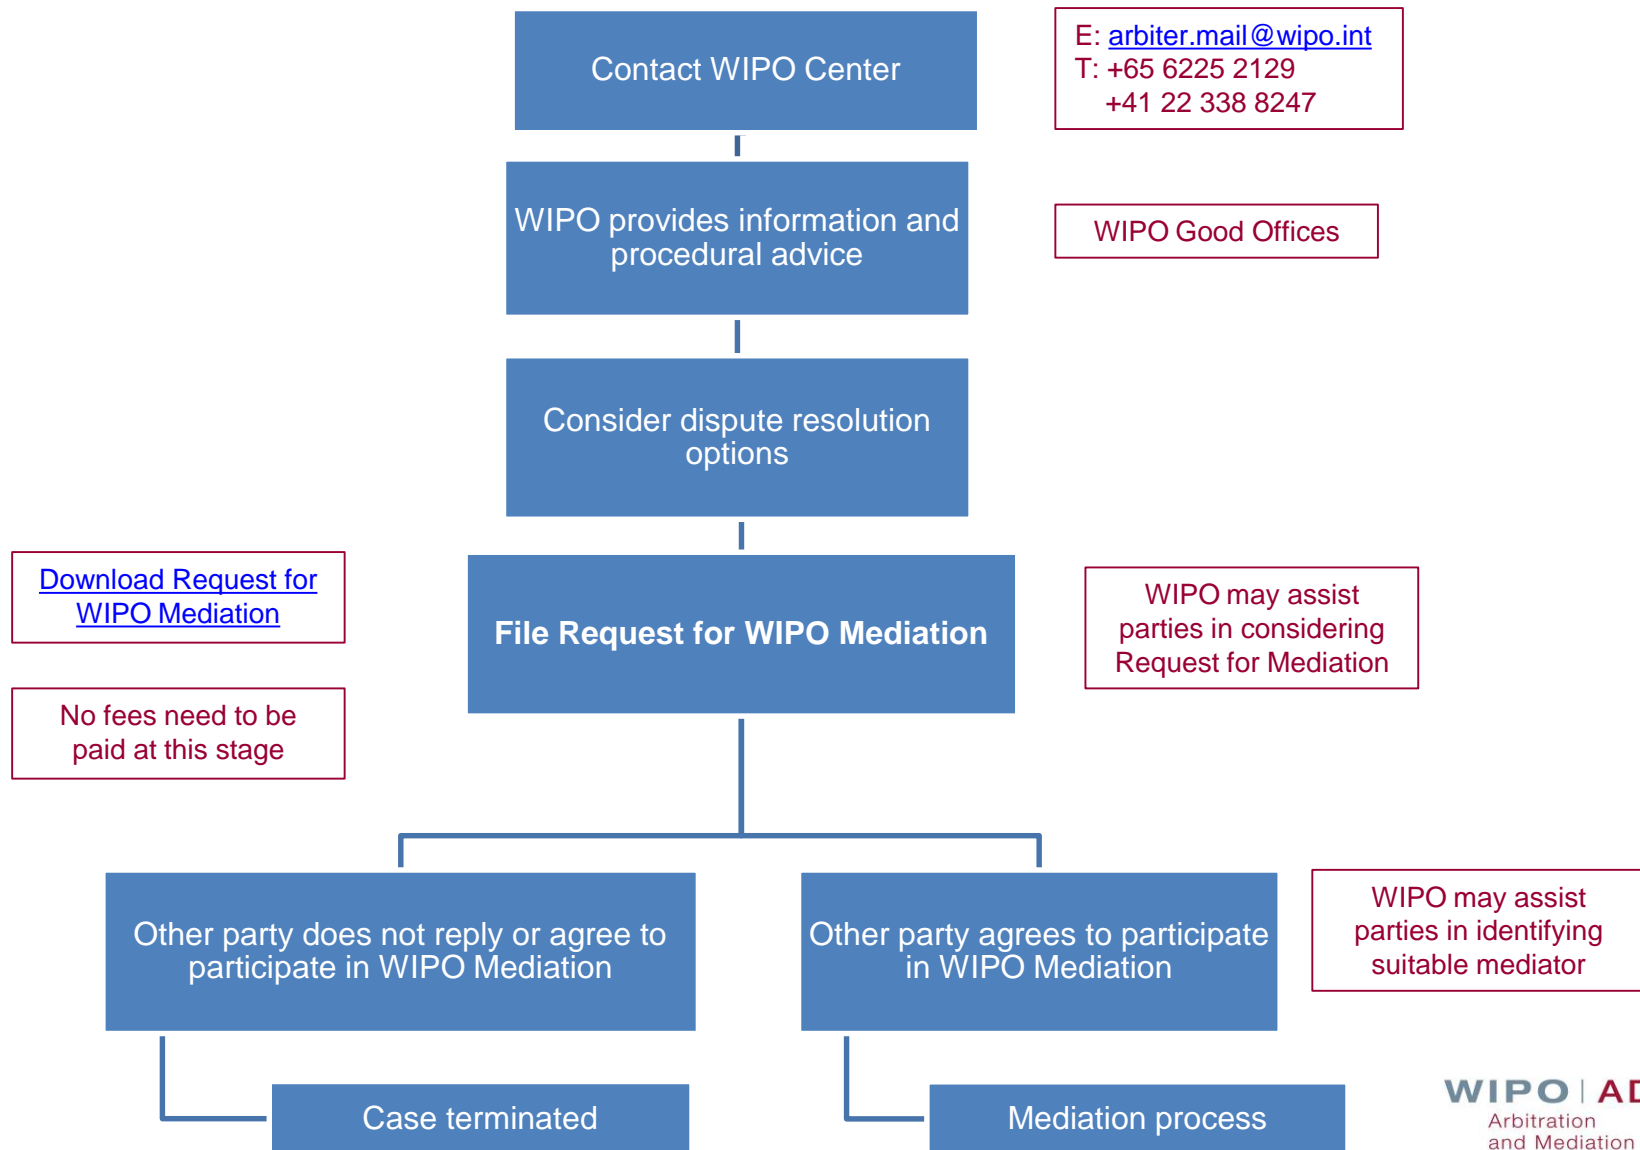 Contact WIPO Center
E: arbiter.mail@wipo.int
T: +65 6225 2129
+41 22 338 8247
WIPO provides information and
procedural advice
WIPO Good Offices
Consider dispute resolution
options
Download Request for
WIPO Mediation
File Request for WIPO Mediation
WIPO may assist
parties in considering
Request for Mediation
No fees need to be
paid at this stage
Other party does not reply or agree to
participate in WIPO Mediation
Other party agrees to participate
in WIPO Mediation
WIPO may assist
parties in identifying
suitable mediator
Case terminated
Mediation process
WIPO | AD
Arbitration
and Mediation